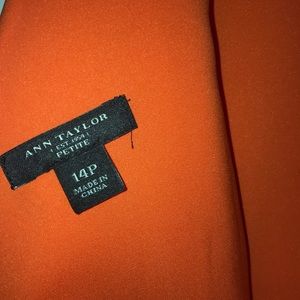 ANN TAYLOR
EST. 1954
PETITE
14P
MADE IN
CHINA